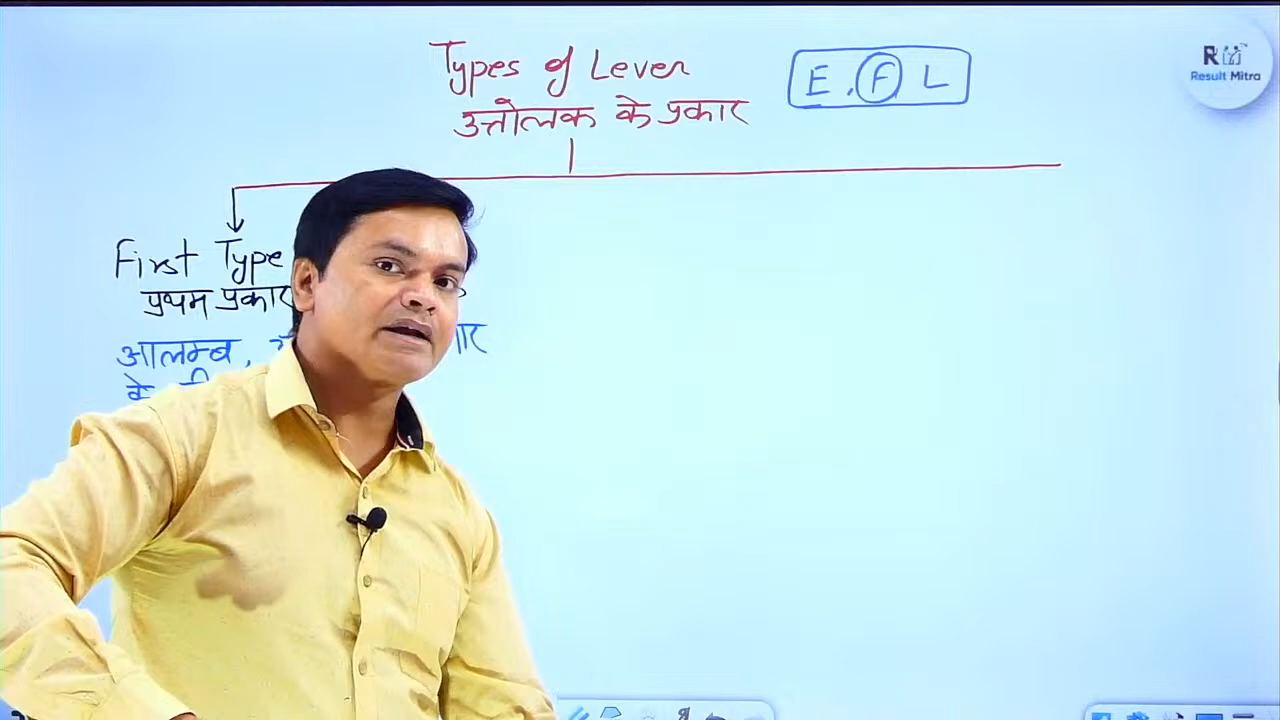 Types of Lever
उत्तोलक के प्रकार
E, F L
R
Result Mitra
First Type
प्रथम प्रकार
आलम्ब,
के